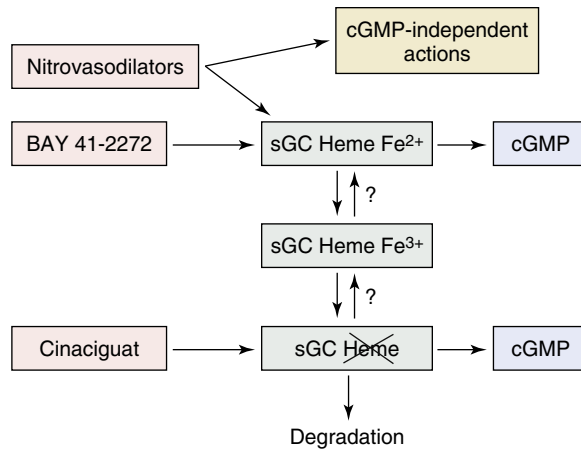 cGMP-independent
actions
Nitrovasodilators
BAY 41-2272
sGC Heme Fe²⁺
cGMP
?
sGC Heme Fe³⁺
?
Cinaciguat
sGC Heme
cGMP
Degradation